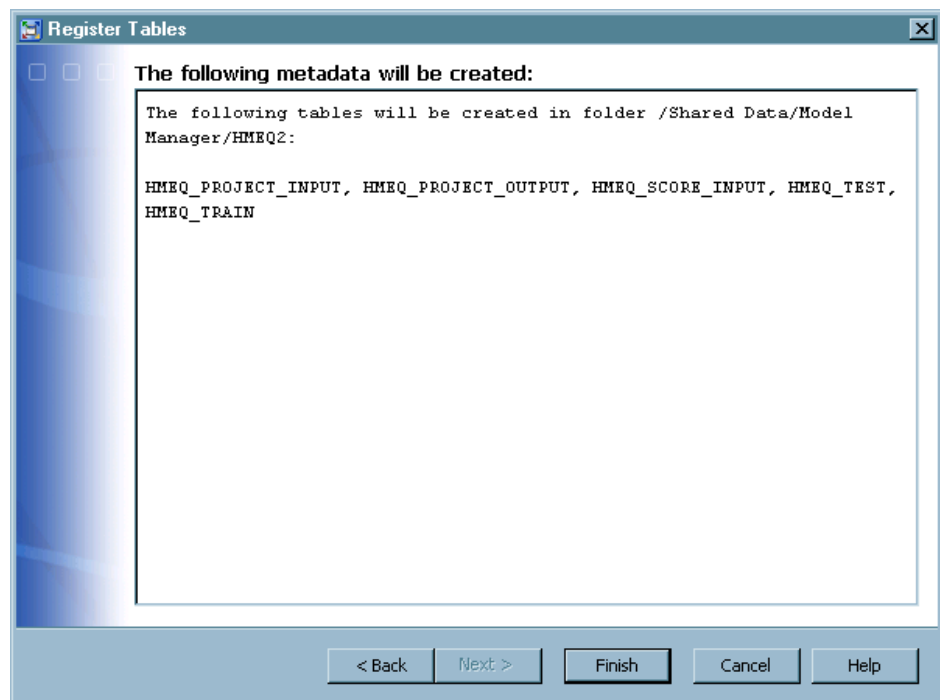 Register Tables
The following metadata will be created:
The following tables will be created in folder /Shared Data/Model
Manager/HMEQ2:
HMEQ_PROJECT_INPUT, HMEQ_PROJECT_OUTPUT, HMEQ_SCORE_INPUT, HMEQ_TEST,
HMEQ_TRAIN
< Back Next > Finish Cancel Help